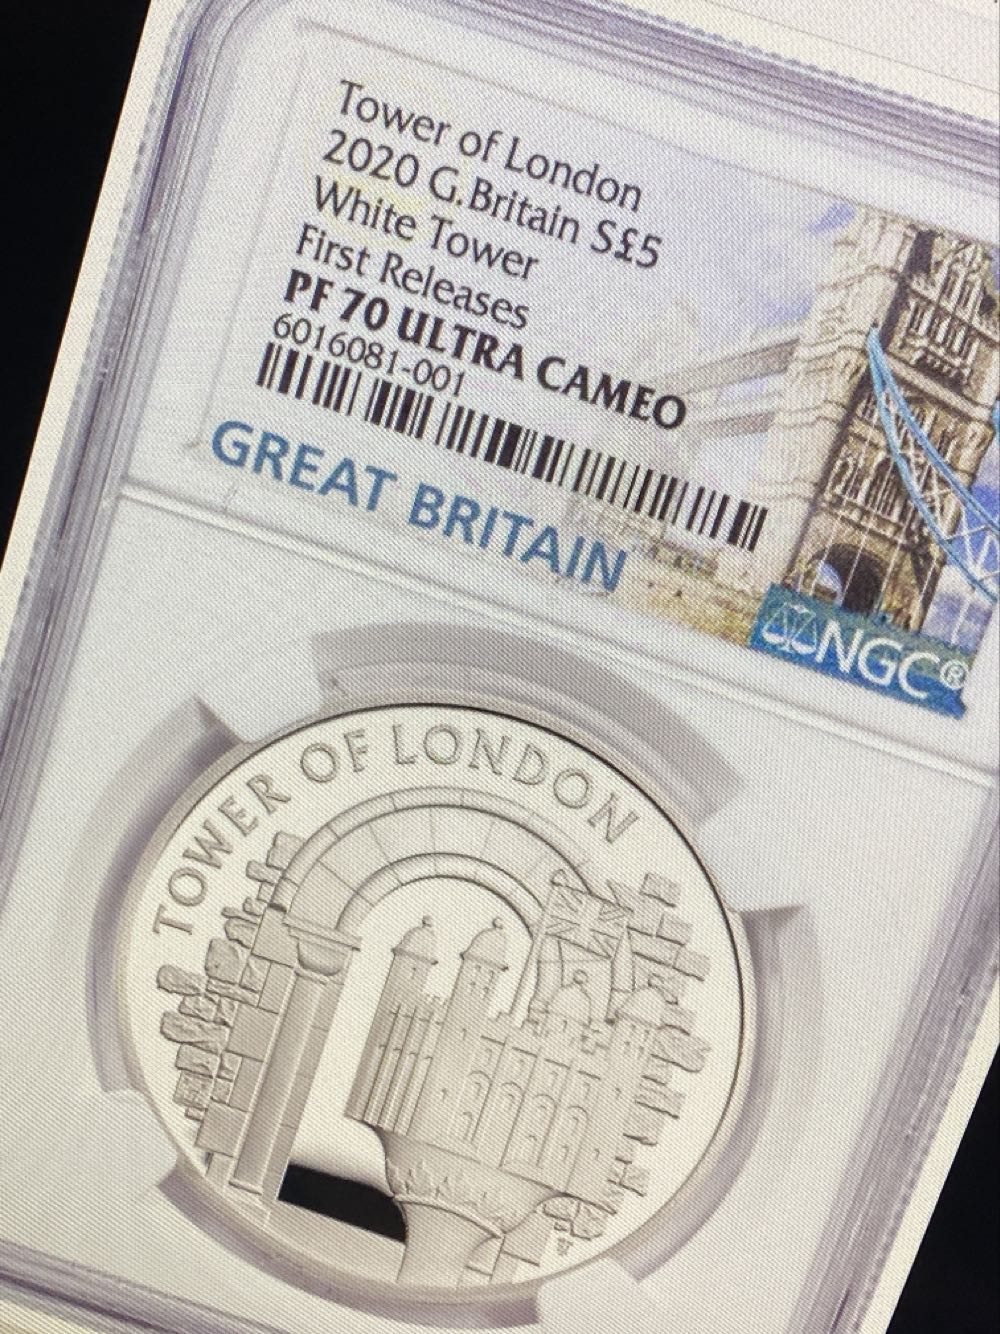 Tower of London
2020 G.Britain S£5
White Tower
First Releases
PF 70 ULTRA CAMEO
6016081-001
GREAT BRITAIN
NGC®
TOWER OF LONDON